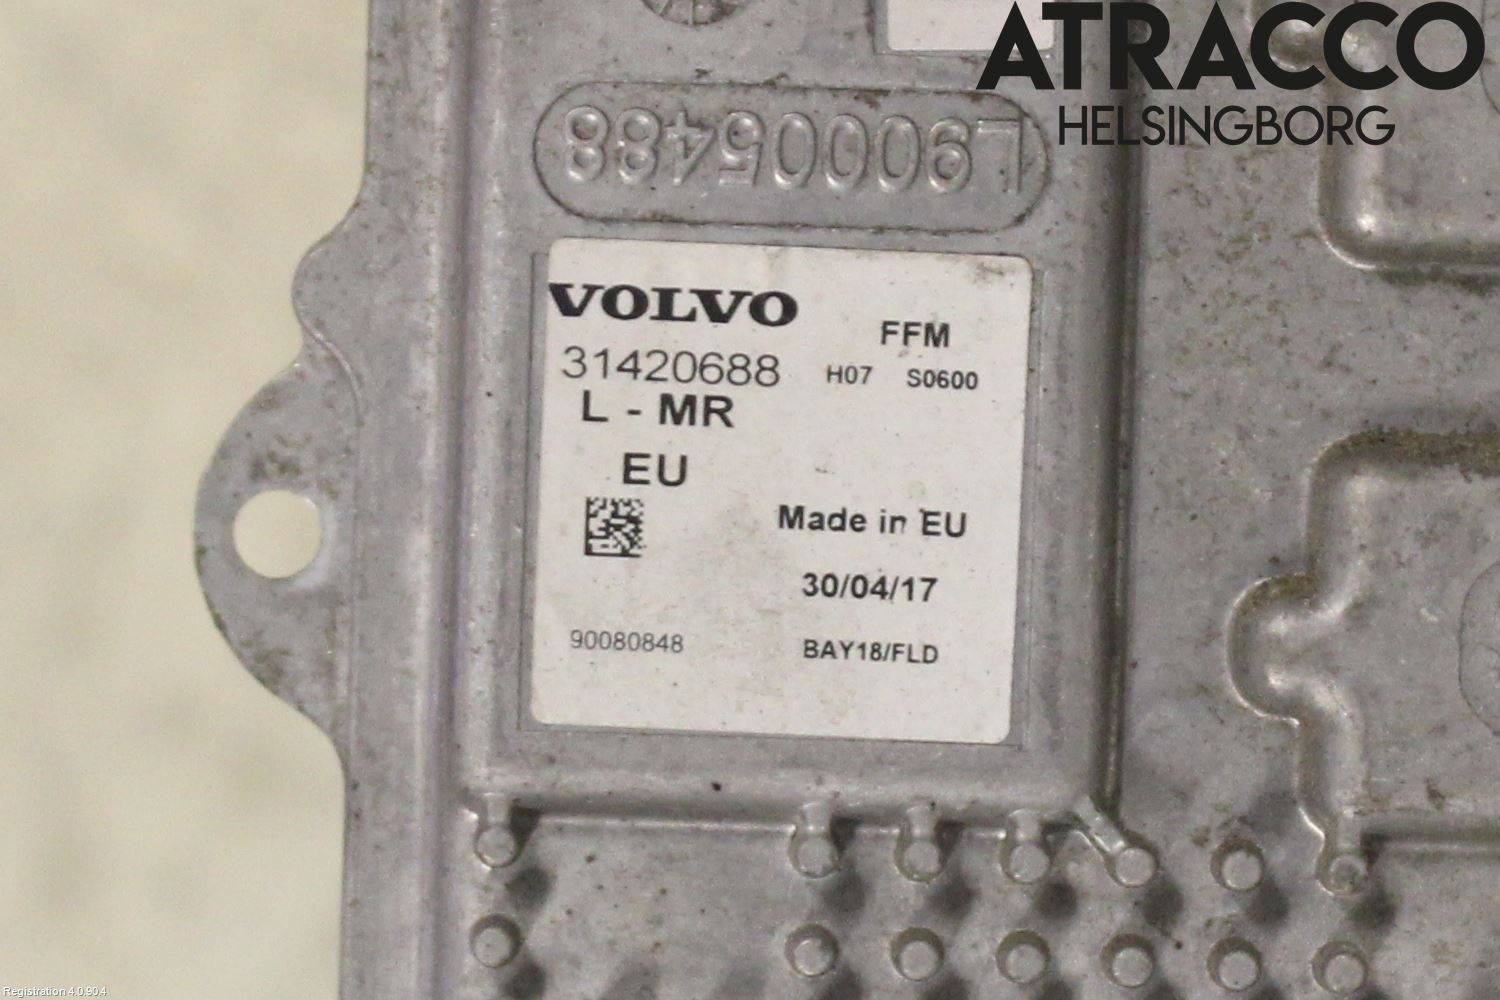 ATRACCO
HELSINGBORG
L90005488
VOLVO
FFM
31420688
H07 S0600
L - MR
EU
Made in EU
30/04/17
90080848
BAY18/FLD
Registration 4.0.90.4